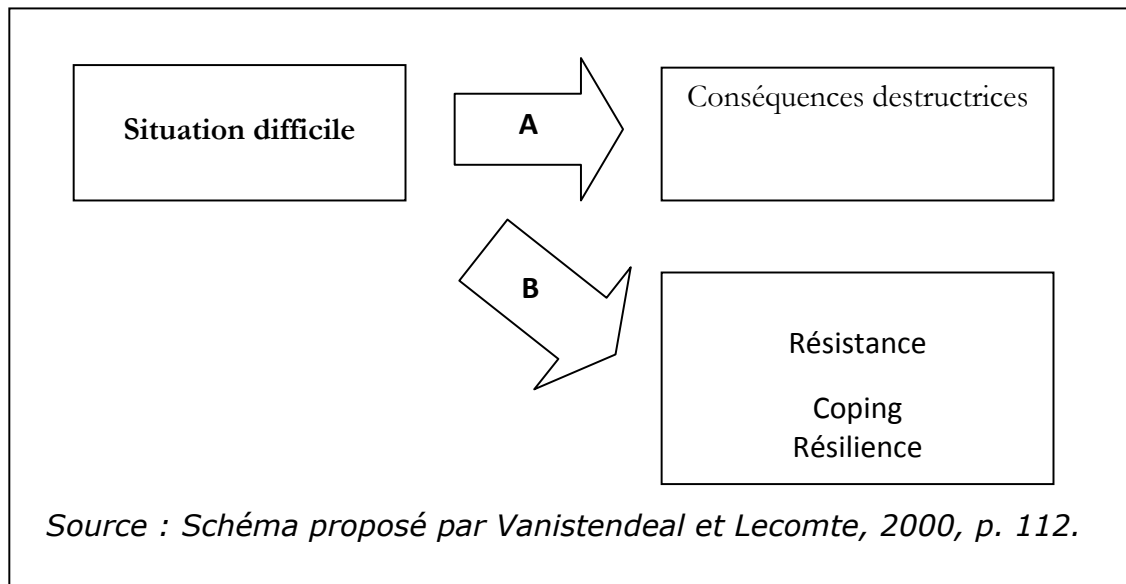 Situation difficile
A
Conséquences destructrices
B
Résistance
Coping
Résilience
Source : Schéma proposé par Vanistendeal et Lecomte, 2000, p. 112.